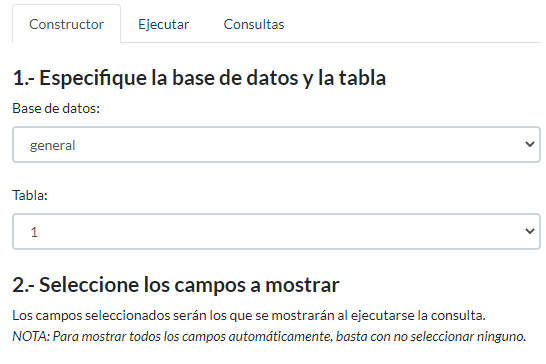 Constructor Ejecutar Consultas
1.- Especifique la base de datos y la tabla
Base de datos:
general
Tabla:
1
2.- Seleccione los campos a mostrar
Los campos seleccionados serán los que se mostrarán al ejecutarse la consulta.
NOTA: Para mostrar todos los campos automáticamente, basta con no seleccionar ninguno.